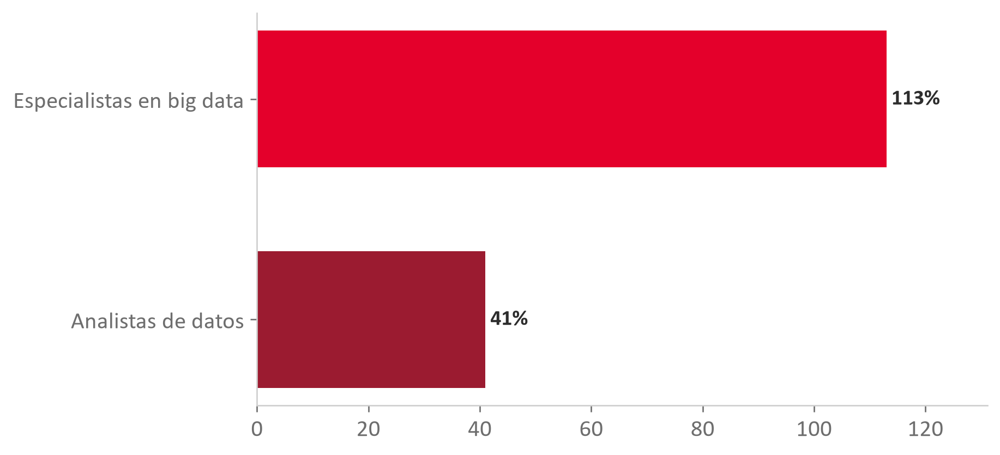 Especialistas en big data
113%
Analistas de datos
41%
0 20 40 60 80 100 120